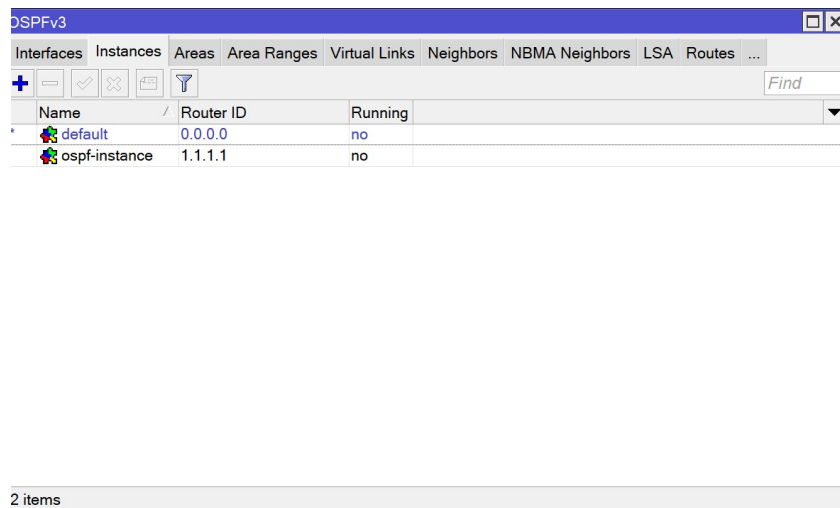 OSPFv3
Interfaces Instances Areas Area Ranges Virtual Links Neighbors NBMA Neighbors LSA Routes ...
Find
Name Router ID Running
* default 0.0.0.0 no
ospf-instance 1.1.1.1 no
2 items